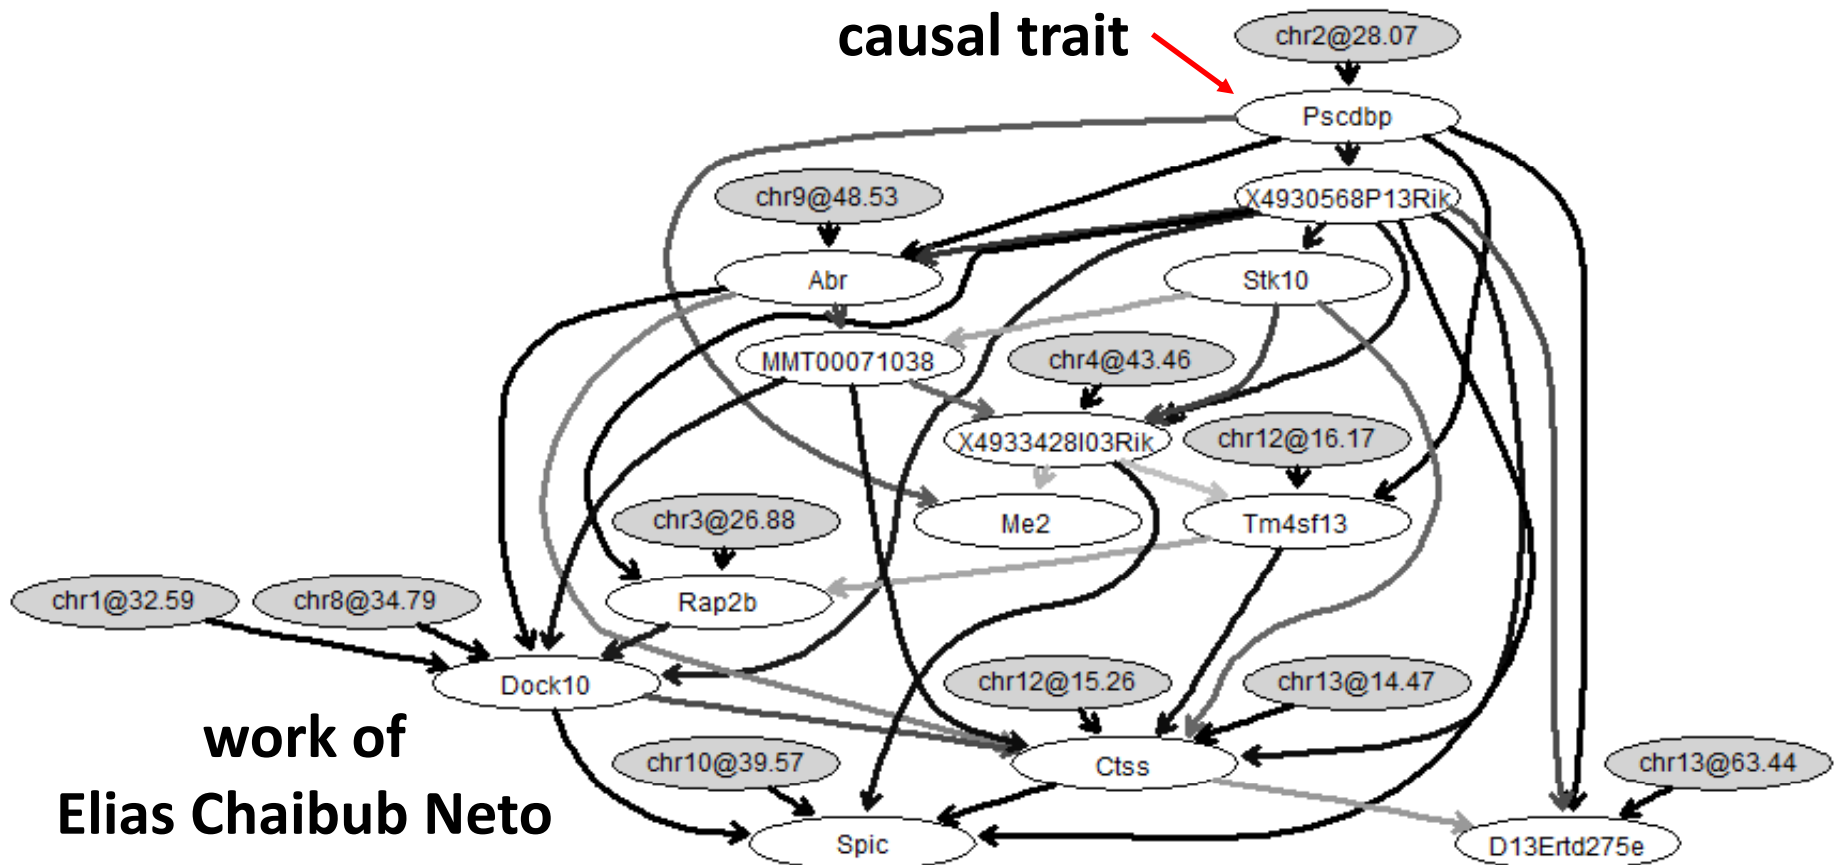 causal trait
chr2@28.07
Pscdbp
chr9@48.53
X4930568P13Rik
Abr
Stk10
MMT00071038
chr4@43.46
X4933428I03Rik
chr12@16.17
chr3@26.88
Me2
Tm4sf13
chr1@32.59
chr8@34.79
Rap2b
Dock10
chr12@15.26
chr13@14.47
work of
Elias Chaibub Neto
chr10@39.57
Ctss
chr13@63.44
Spic
D13Ertd275e